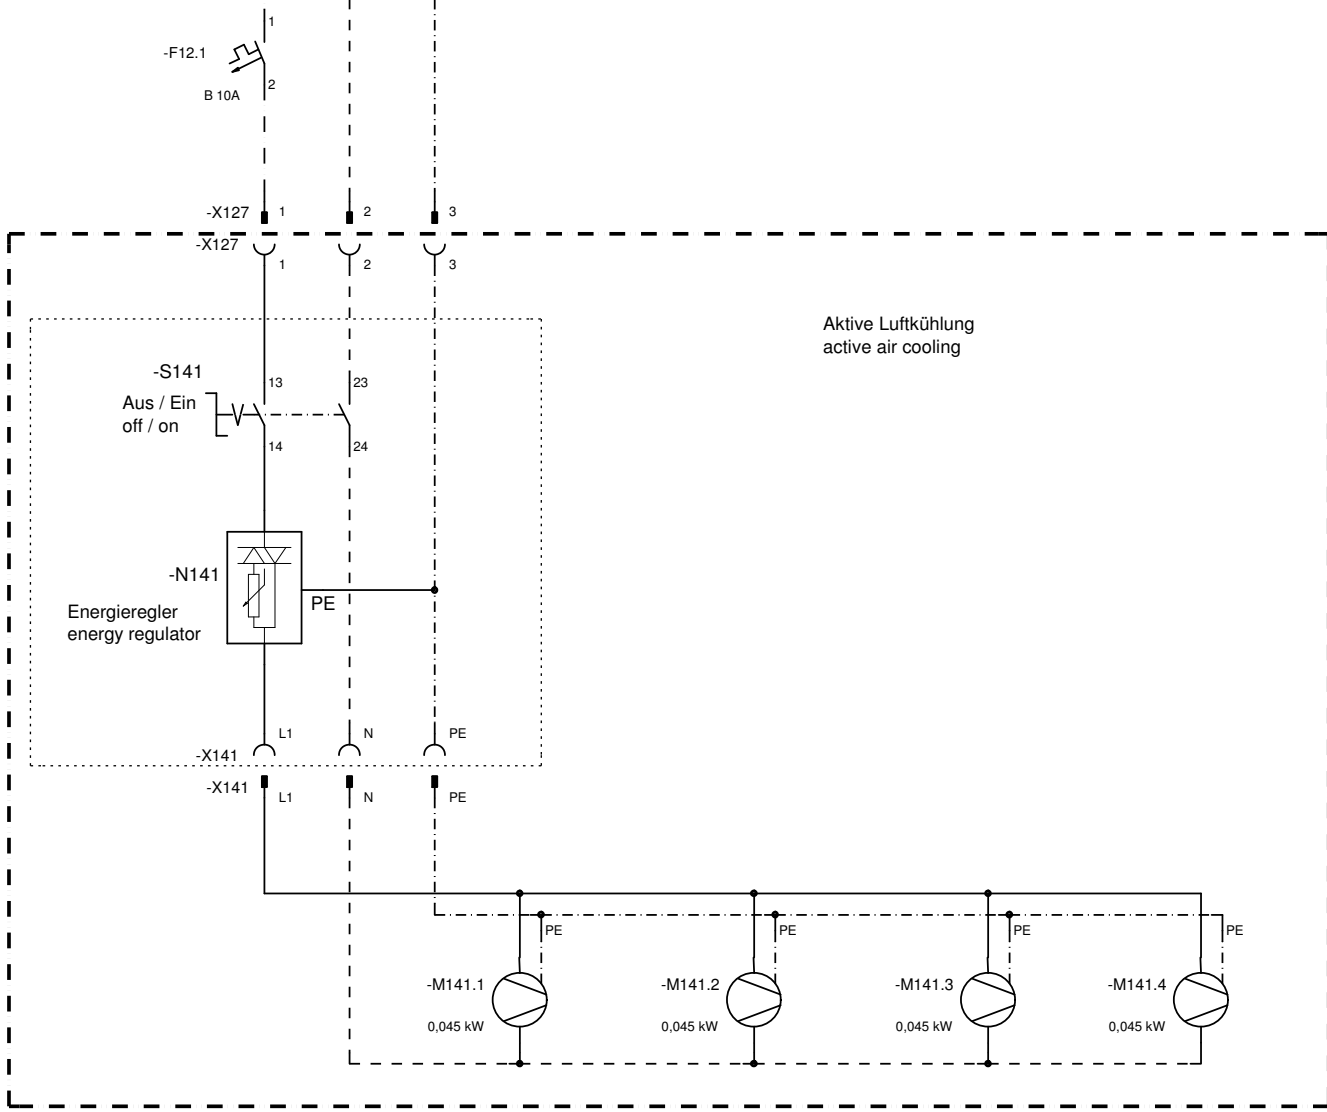 1
-F12.1
2
B 10A
-X127 1 2 3
-X127
1 2 3
Aktive Luftkühlung
active air cooling
-S141
13 23
Aus / Ein
off / on
14 24
-N141
PE
Energieregler
energy regulator
L1 N PE
-X141
-X141
L1 N PE
PE PE PE PE
-M141.1 -M141.2 -M141.3 -M141.4
0,045 kW 0,045 kW 0,045 kW 0,045 kW